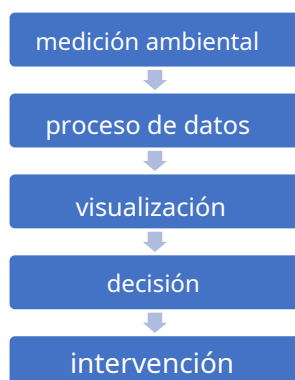 medición ambiental
proceso de datos
visualización
decisión
intervención